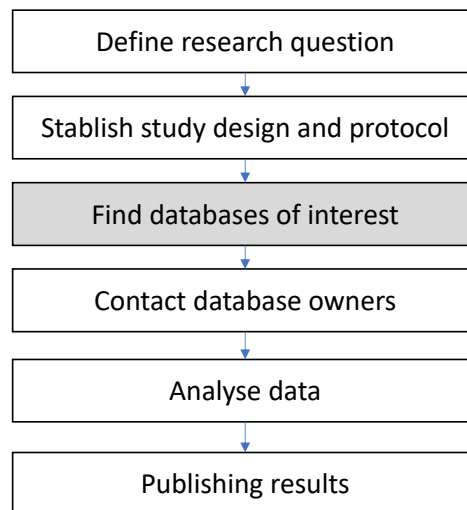 Define research question
Stablish study design and protocol
Find databases of interest
Contact database owners
Analyse data
Publishing results